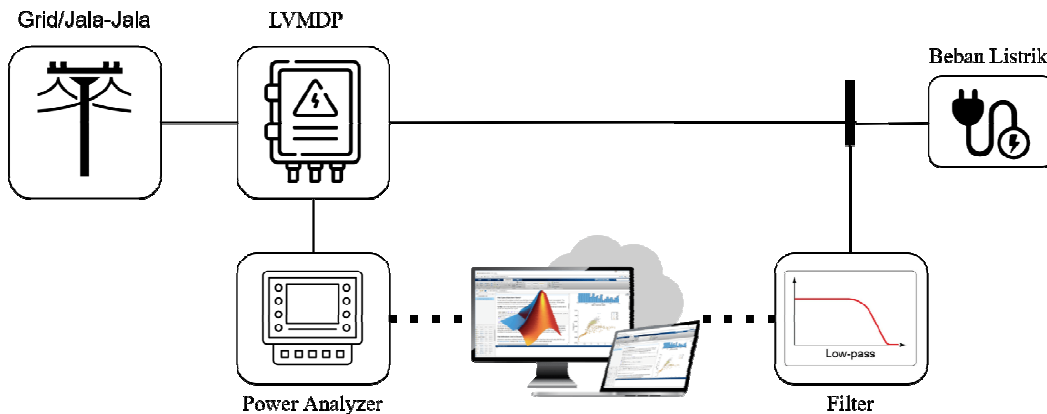 Grid/Jala-Jala
LVMDP
Beban Listrik
Low-pass
Power Analyzer
Filter